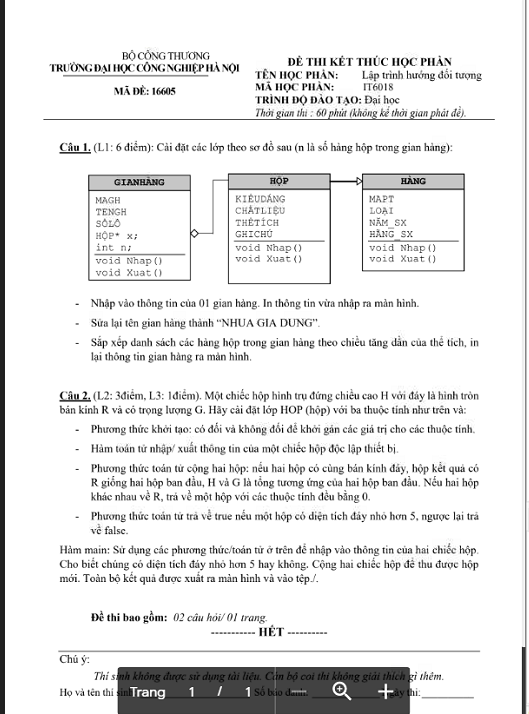 BỘ CÔNG THƯƠNG
TRƯỜNG ĐẠI HỌC CÔNG NGHIỆP HÀ NỘI
MÃ ĐỀ: 16605
ĐỀ THI KẾT THÚC HỌC PHẦN
TÊN HỌC PHẦN: Lập trình hướng đối tượng
MÃ HỌC PHẦN: IT6018
TRÌNH ĐỘ ĐÀO TẠO: Đại học
Thời gian thi : 60 phút (không kể thời gian phát đề).
Câu 1. (L1: 6 điểm): Cài đặt các lớp theo sơ đồ sau (n là số hàng hộp trong gian hàng):
GIANHÀNG
MAGH
TENGH
SỐLÔ
HỘP* x;
int n;
void Nhap()
void Xuat()
HỘP
KIỂUDÁNG
CHẤTLIỆU
THỂTÍCH
GHICHÚ
void Nhap()
void Xuat()
HÀNG
MAPT
LOẠI
NĂM_SX
HÃNG_SX
void Nhap()
void Xuat()
- Nhập vào thông tin của 01 gian hàng. In thông tin vừa nhập ra màn hình.
- Sửa lại tên gian hàng thành “NHUA GIA DUNG”.
- Sắp xếp danh sách các hàng hộp trong gian hàng theo chiều tăng dần của thể tích, in
lại thông tin gian hàng ra màn hình.
Câu 2. (L2: 3điểm, L3: 1điểm). Một chiếc hộp hình trụ đứng chiều cao H với đáy là hình tròn
bán kính R và có trọng lượng G. Hãy cài đặt lớp HOP (hộp) với ba thuộc tính như trên và:
- Phương thức khởi tạo: có đối và không đối để khởi gán các giá trị cho các thuộc tính.
- Hàm toán tử nhập/ xuất thông tin của một chiếc hộp độc lập thiết bị.
- Phương thức toán tử cộng hai hộp: nếu hai hộp có cùng bán kính đáy, hộp kết quả có
R giống hai hộp ban đầu, H và G là tổng tương ứng của hai hộp ban đầu. Nếu hai hộp
khác nhau về R, trả về một hộp với các thuộc tính đều bằng 0.
- Phương thức toán tử trả về true nếu một hộp có diện tích đáy nhỏ hơn 5, ngược lại trả
về false.
Hàm main: Sử dụng các phương thức/toán tử ở trên để nhập vào thông tin của hai chiếc hộp.
Cho biết chúng có diện tích đáy nhỏ hơn 5 hay không. Cộng hai chiếc hộp để thu được hộp
mới. Toàn bộ kết quả được xuất ra màn hình và vào tệp./.
Đề thi bao gồm: 02 câu hỏi/ 01 trang.
----------- HẾT ----------
Chú ý:
Thí sinh không được sử dụng tài liệu. Cán bộ coi thi không giải thích gì thêm.
Họ và tên thí sinh
Trang 1 / 1
Số báo danh:
thi: